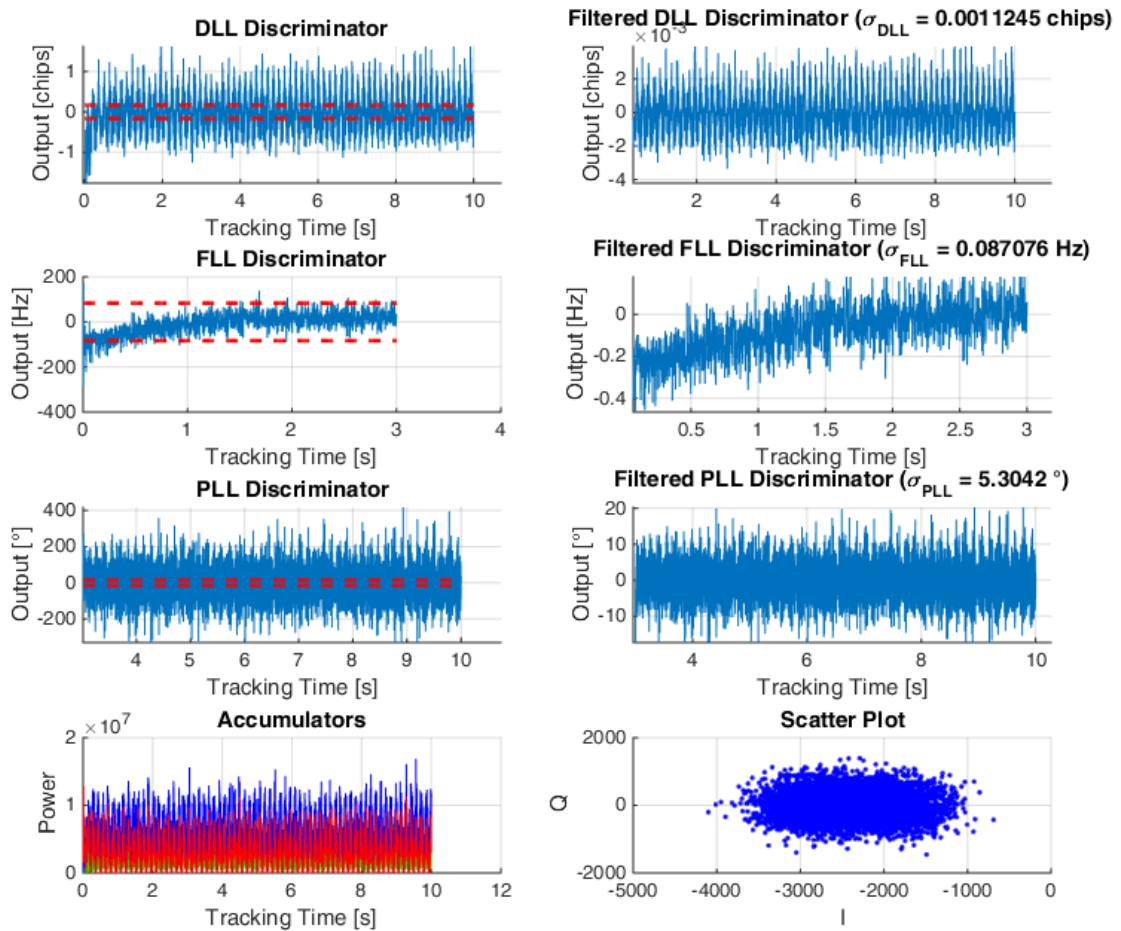 DLL Discriminator
Output [chips]
1
0
-1
0 2 4 6 8 10
Tracking Time [s]
Filtered DLL Discriminator (σDLL = 0.0011245 chips)
×10-3
Output [chips]
2
0
-2
-4
2 4 6 8 10
Tracking Time [s]
FLL Discriminator
Output [Hz]
200
0
-200
-400
0 1 2 3 4
Tracking Time [s]
Filtered FLL Discriminator (σFLL = 0.087076 Hz)
Output [Hz]
0
-0.2
-0.4
0.5 1 1.5 2 2.5 3
Tracking Time [s]
PLL Discriminator
Output [°]
400
200
0
-200
4 5 6 7 8 9 10
Tracking Time [s]
Filtered PLL Discriminator (σPLL = 5.3042 °)
Output [°]
20
10
0
-10
4 6 8 10
Tracking Time [s]
Accumulators
×107
Power
2
1
0
0 2 4 6 8 10 12
Tracking Time [s]
Scatter Plot
Q
2000
0
-2000
-5000 -4000 -3000 -2000 -1000 0
I